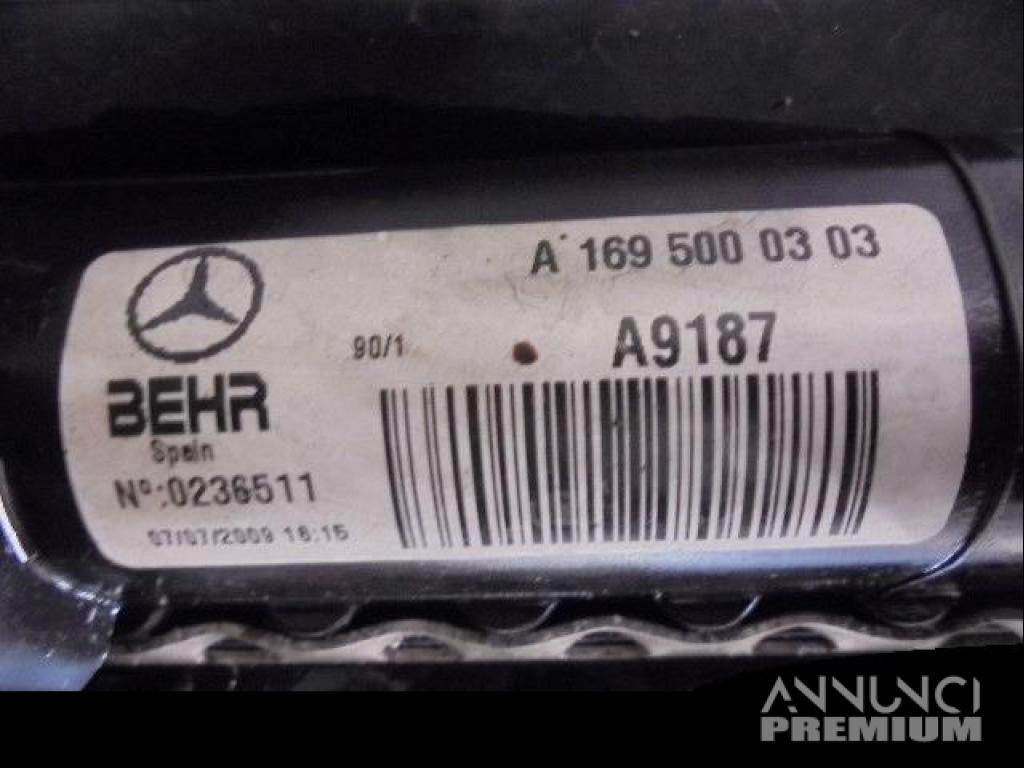 A 169 500 03 03
90/1
A9187
BEHR
Spain
Nº.:0236511
07/07/2009 16:15
ANNUNCI
PREMIUM